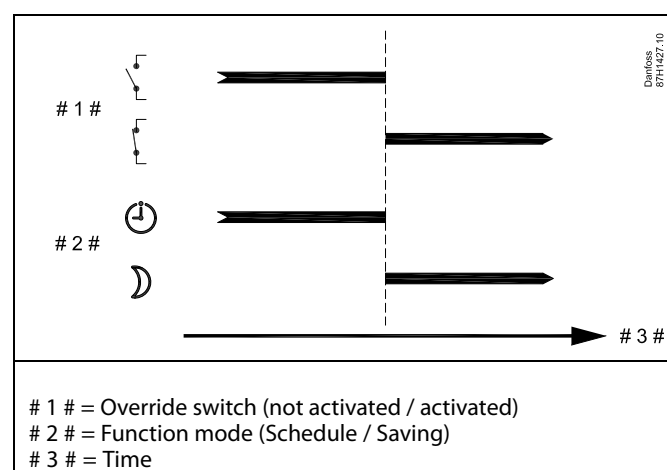 Danfoss
87H1427.10
# 1 #
# 2 #
# 3 #
# 1 # = Override switch (not activated / activated)
# 2 # = Function mode (Schedule / Saving)
# 3 # = Time